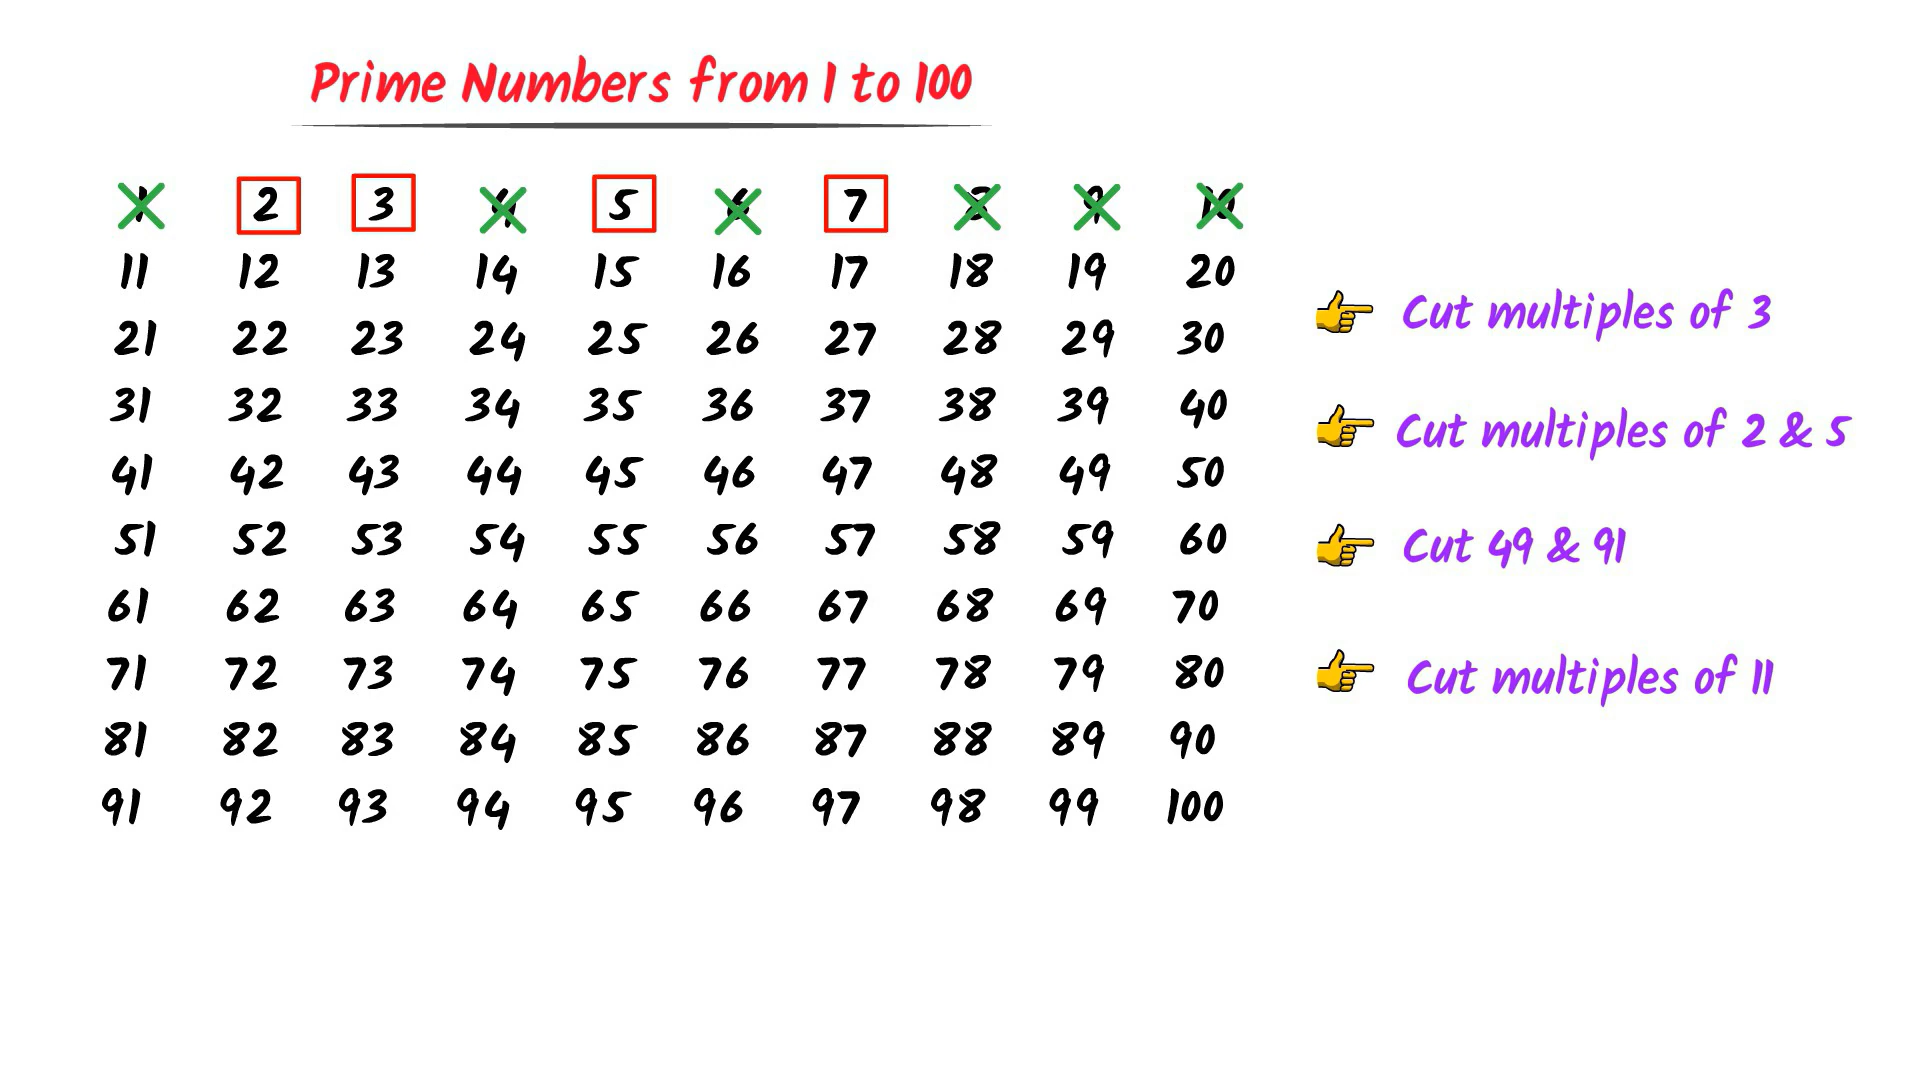 Prime Numbers from 1 to 100
1 2 3 4 5 6 7 8 9 10
11 12 13 14 15 16 17 18 19 20
21 22 23 24 25 26 27 28 29 30
31 32 33 34 35 36 37 38 39 40
41 42 43 44 45 46 47 48 49 50
51 52 53 54 55 56 57 58 59 60
61 62 63 64 65 66 67 68 69 70
71 72 73 74 75 76 77 78 79 80
81 82 83 84 85 86 87 88 89 90
91 92 93 94 95 96 97 98 99 100
Cut multiples of 3
Cut multiples of 2 & 5
Cut 49 & 91
Cut multiples of 11